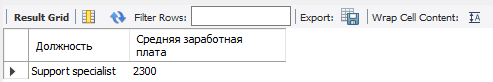 Result Grid Filter Rows: Export: Wrap Cell Content:
Должность Средняя заработная
плата
Support specialist 2300